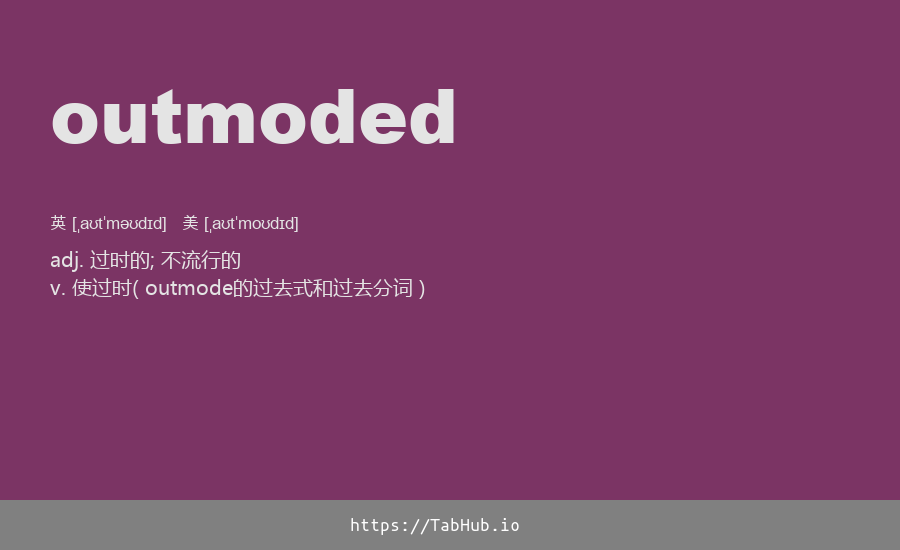 outmoded
英 [ˌaʊtˈməʊdɪd] 美 [ˌaʊtˈmoʊdɪd]
adj. 过时的; 不流行的
v. 使过时( outmode的过去式和过去分词 )
https://TabHub.io